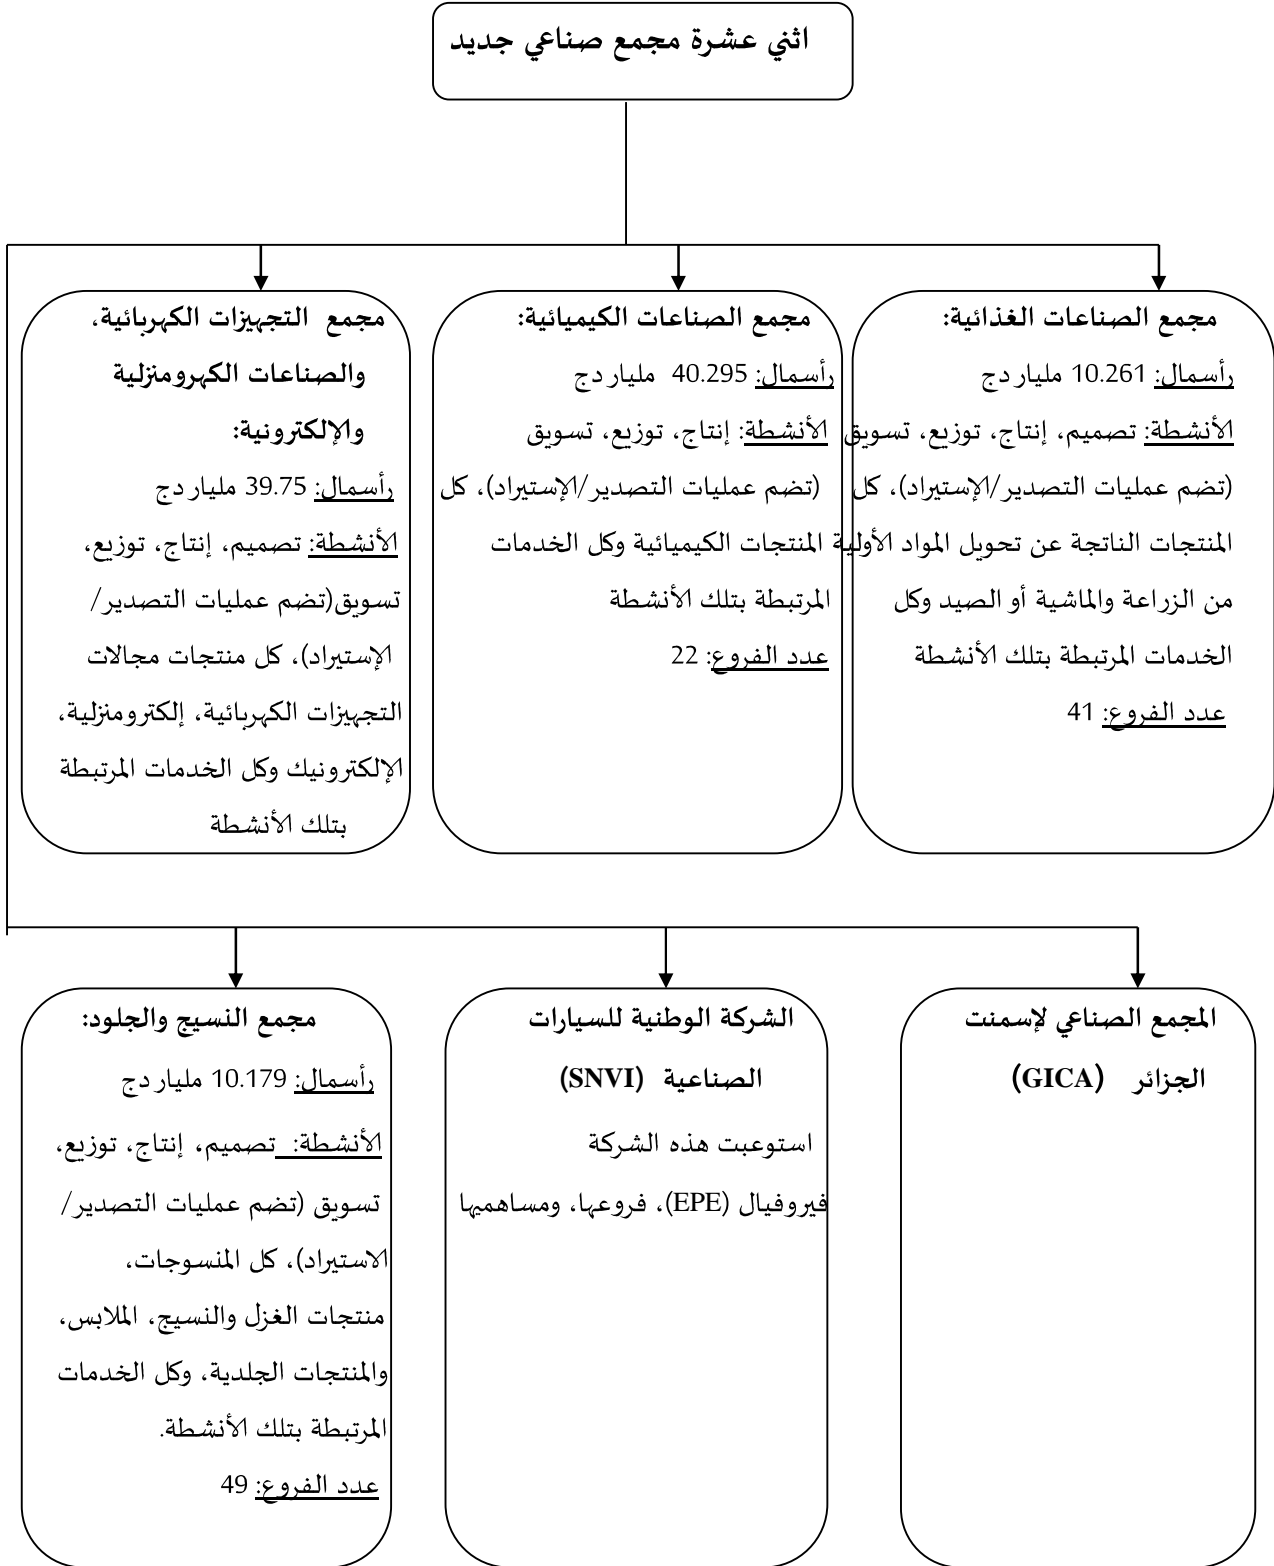 اثني عشرة مجمع صناعي جديد
مجمع الصناعات الغذائية:
رأسمال: 10.261 مليار دج
الأنشطة: تصميم، إنتاج، توزيع، تسويق
(تضم عمليات التصدير/الإستيراد)، كل
المنتجات الناتجة عن تحويل المواد الأولية
من الزراعة والماشية أو الصيد وكل
الخدمات المرتبطة بتلك الأنشطة
عدد الفروع: 41
مجمع الصناعات الكيميائية:
رأسمال: 40.295 مليار دج
الأنشطة: إنتاج، توزيع، تسويق
(تضم عمليات التصدير/الإستيراد)، كل
المنتجات الكيميائية وكل الخدمات
المرتبطة بتلك الأنشطة
عدد الفروع: 22
مجمع التجهيزات الكهربائية،
والصناعات الكهرومنزلية
والإلكترونية:
رأسمال: 39.75 مليار دج
الأنشطة: تصميم، إنتاج، توزيع،
تسويق(تضم عمليات التصدير/
الإستيراد)، كل منتجات مجالات
التجهيزات الكهربائية، إلكترومنزلية،
الإلكترونيك وكل الخدمات المرتبطة
بتلك الأنشطة
المجمع الصناعي لإسمنت
الجزائر (GICA)
الشركة الوطنية للسيارات
الصناعية (SNVI)
استوعبت هذه الشركة
فيروفيال (EPE)، فروعها، ومساهميها
مجمع النسيج والجلود:
رأسمال: 10.179 مليار دج
الأنشطة: تصميم، إنتاج، توزيع،
تسويق (تضم عمليات التصدير/
الاستيراد)، كل المنسوجات،
منتجات الغزل والنسيج، الملابس،
والمنتجات الجلدية، وكل الخدمات
المرتبطة بتلك الأنشطة.
عدد الفروع: 49